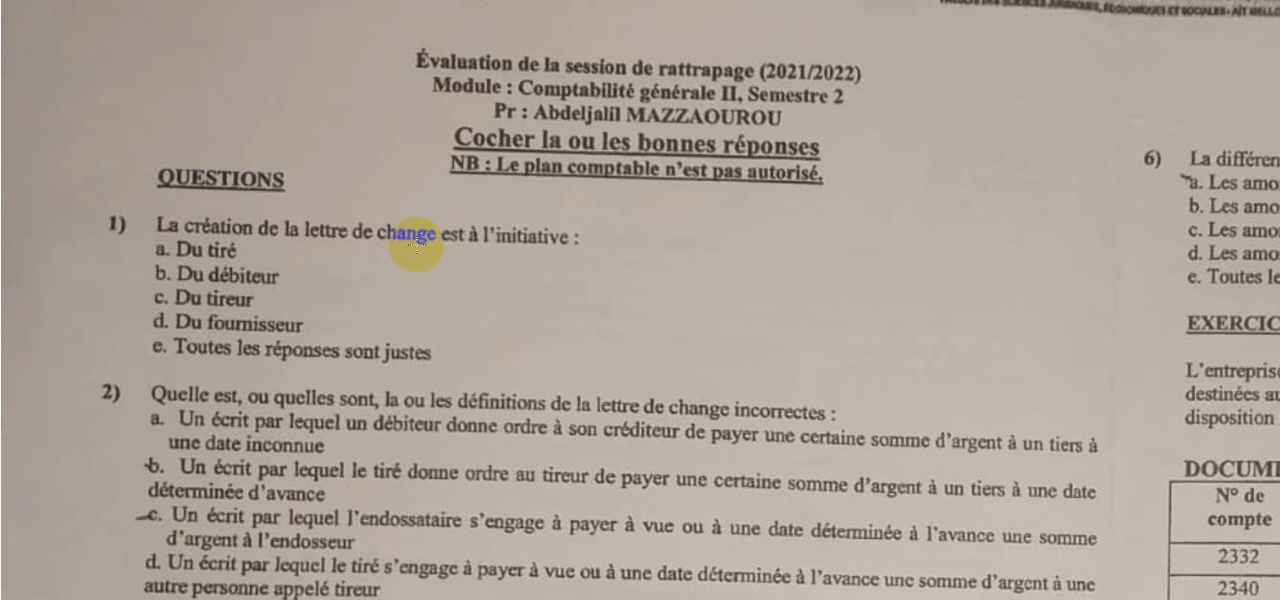 ÉCONOMIQUES ET SOCIALES - AÏT
Évaluation de la session de rattrapage (2021/2022)
Module : Comptabilité générale II, Semestre 2
Pr : Abdeljalil MAZZAOUROU
Cocher la ou les bonnes réponses
NB : Le plan comptable n'est pas autorisé.
QUESTIONS
1) La création de la lettre de change est à l'initiative :
a. Du tiré
b. Du débiteur
c. Du tireur
d. Du fournisseur
e. Toutes les réponses sont justes
2) Quelle est, ou quelles sont, la ou les définitions de la lettre de change incorrectes :
a. Un écrit par lequel un débiteur donne ordre à son créditeur de payer une certaine somme d'argent à un tiers à
une date inconnue
b. Un écrit par lequel le tiré donne ordre au tireur de payer une certaine somme d'argent à un tiers à une date
déterminée d'avance
c. Un écrit par lequel l'endossataire s'engage à payer à vue ou à une date déterminée à l'avance une somme
d'argent à l'endosseur
d. Un écrit par lequel le tiré s'engage à payer à vue ou à une date déterminée à l'avance une somme d'argent à une
autre personne appelé tireur
6) La différen
a. Les amo
b. Les amo
c. Les amo
d. Les amo
e. Toutes le
EXERCIC
L'entreprise
destinées au
disposition
DOCUME
N° de
compte
2332
2340